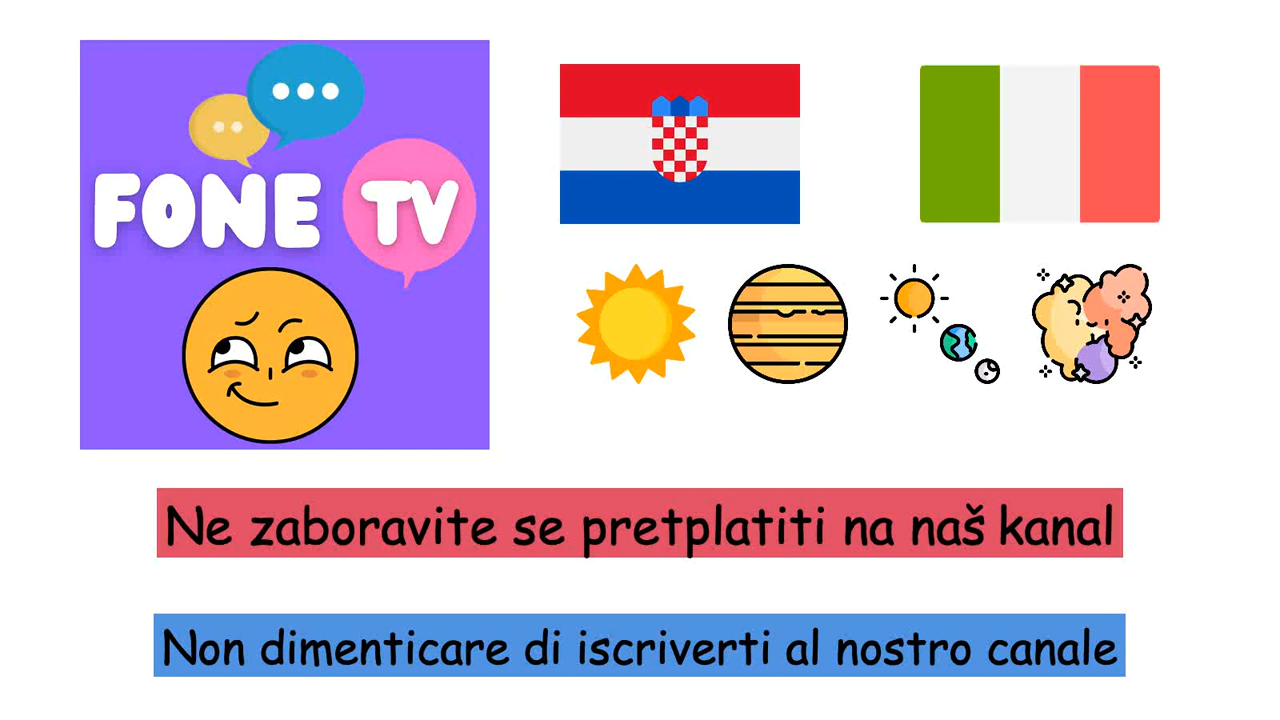 FONE TV
Ne zaboravite se pretplatiti na naš kanal
Non dimenticare di iscriverti al nostro canale